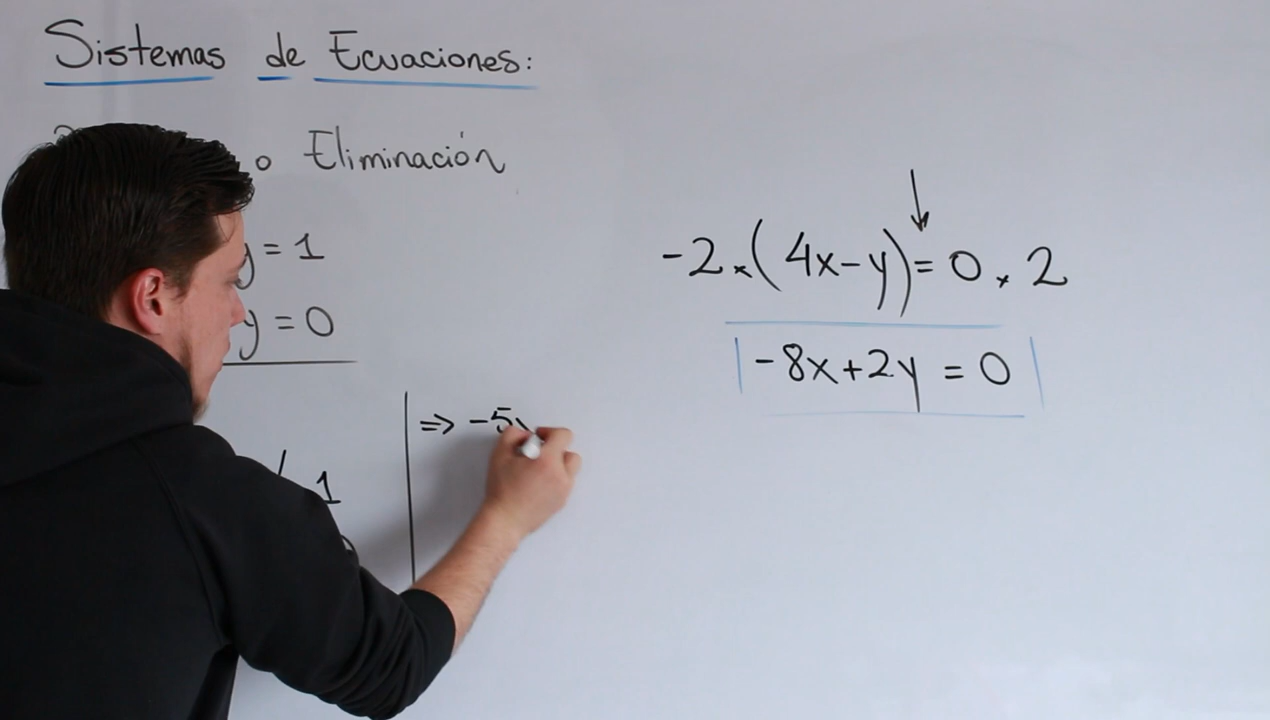 Sistemas de Ecuaciones:
o Eliminación
y = 1
y = 0
1
=> -5
-2 × ( 4x - y ) = 0 × 2
-8x + 2y = 0